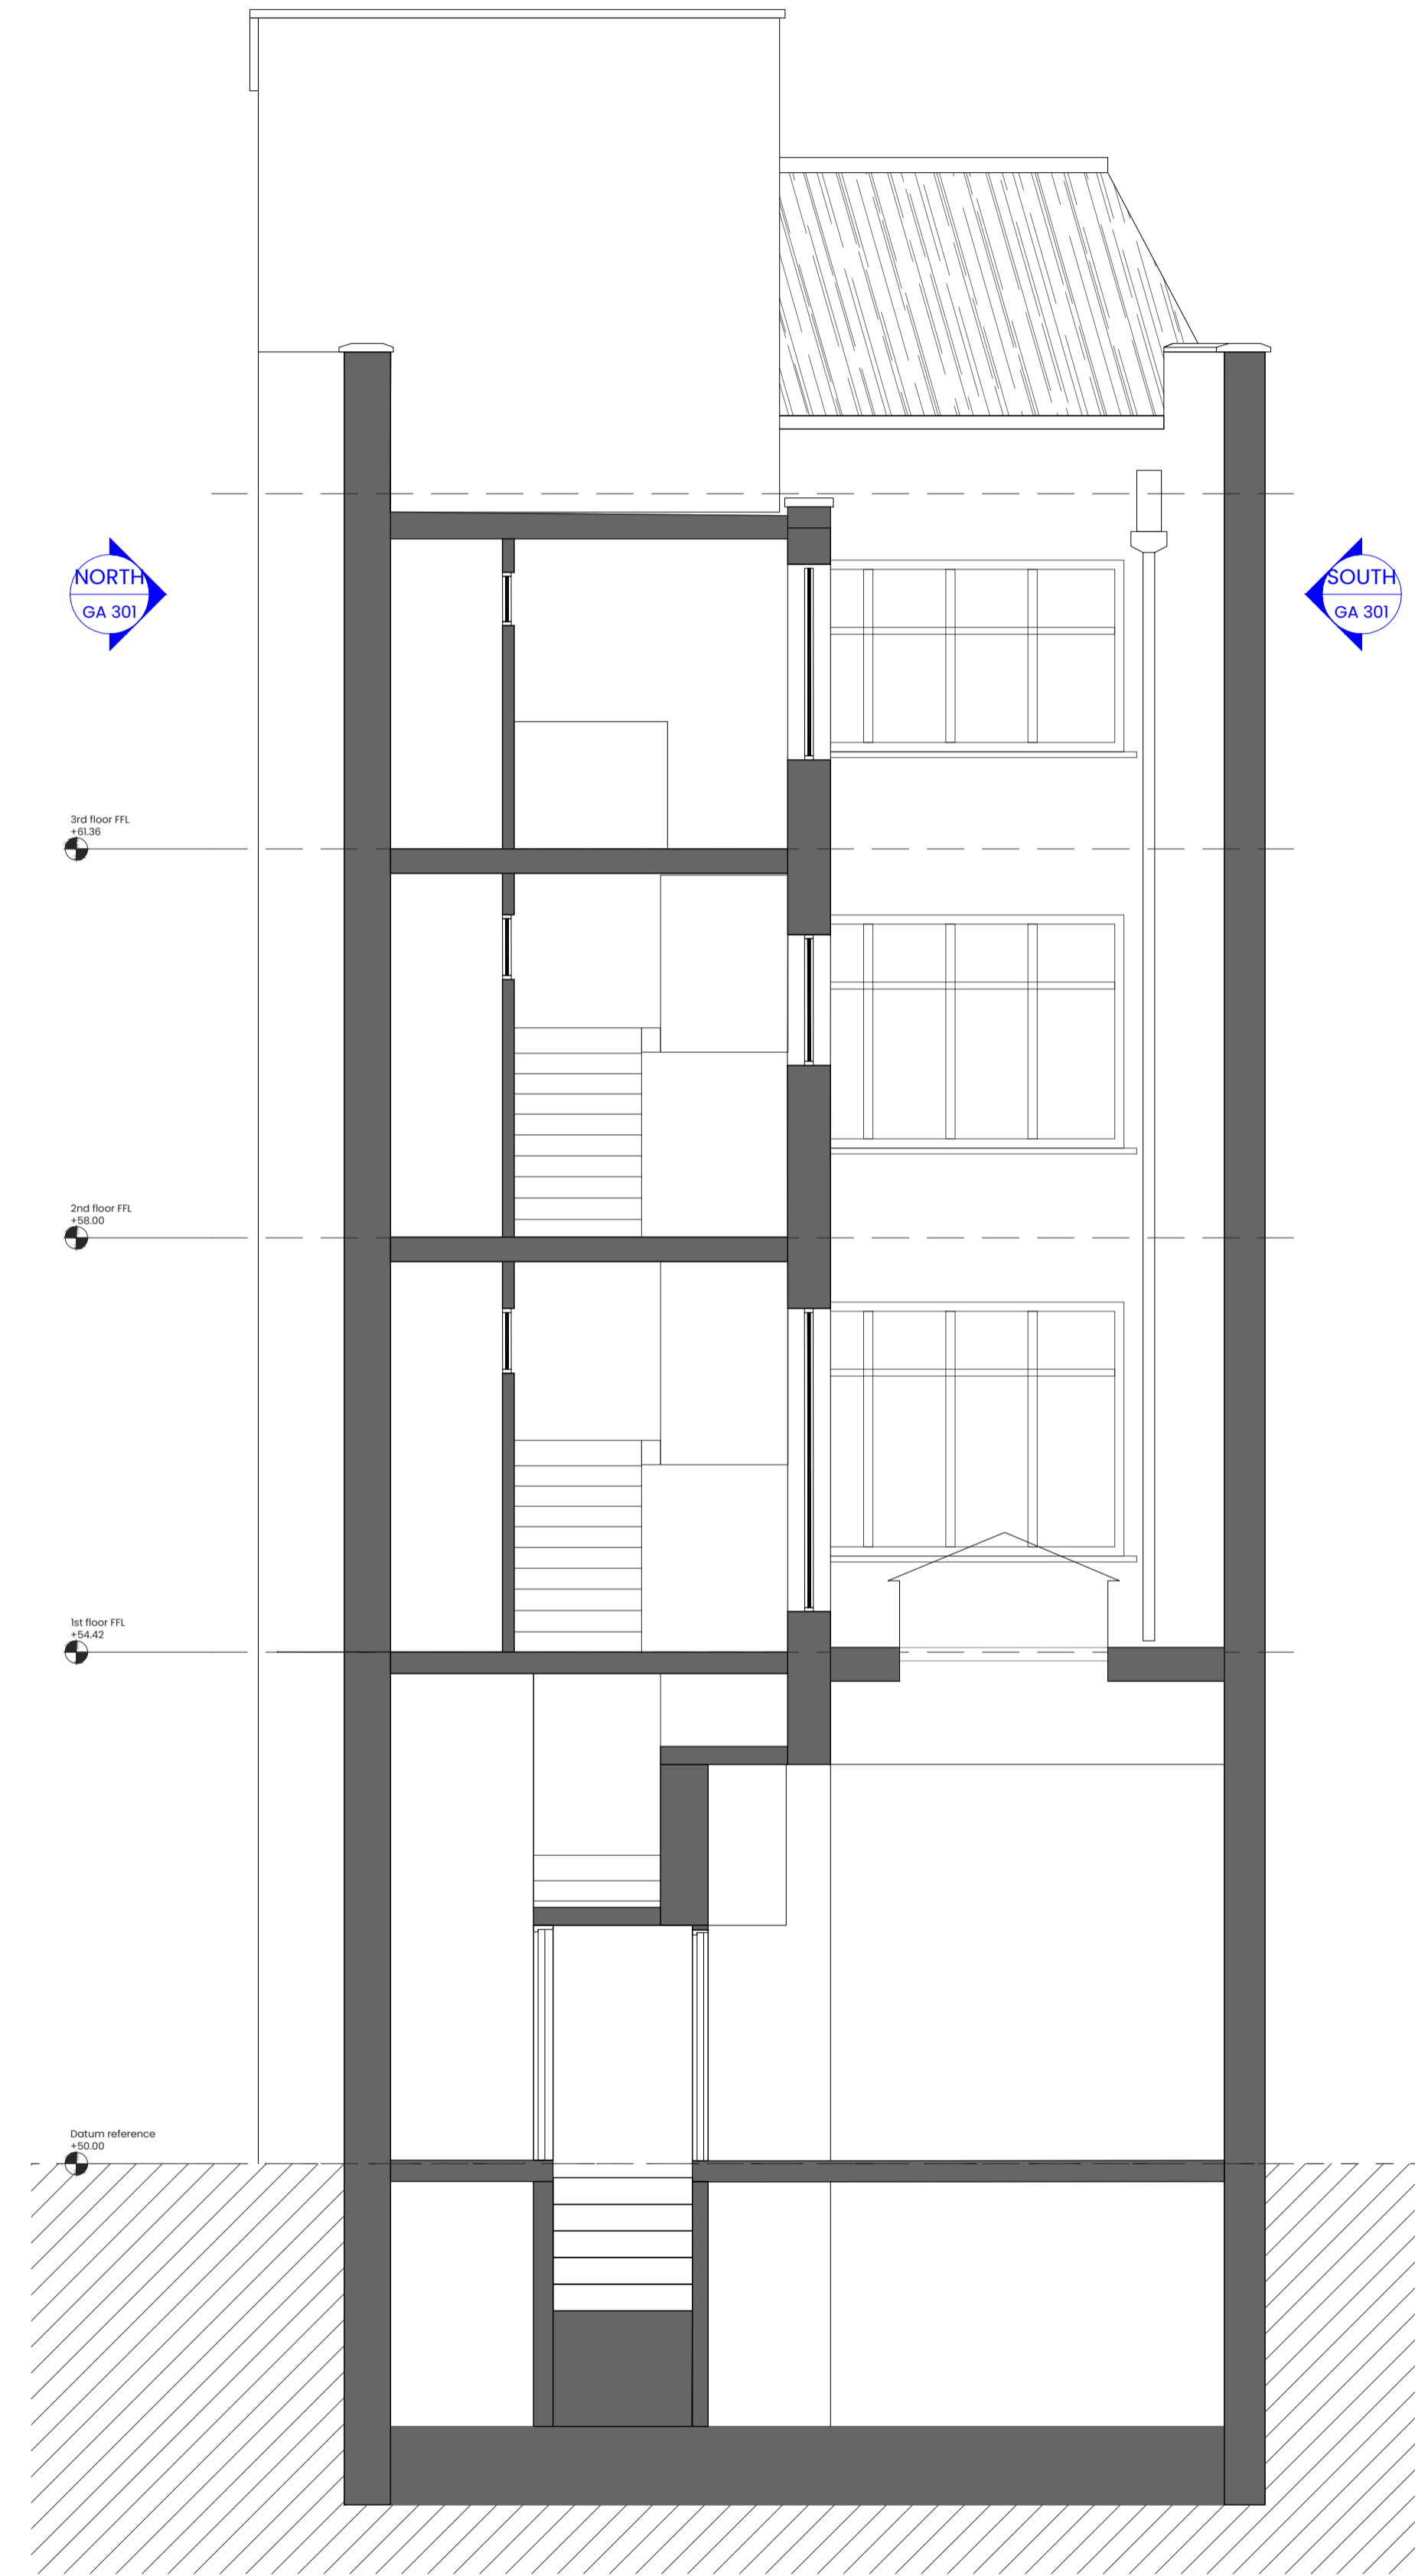 NORTH
GA 301
SOUTH
GA 301
3rd floor FFL
+61.36
2nd floor FFL
+58.00
1st floor FFL
+54.42
Datum reference
+50.00